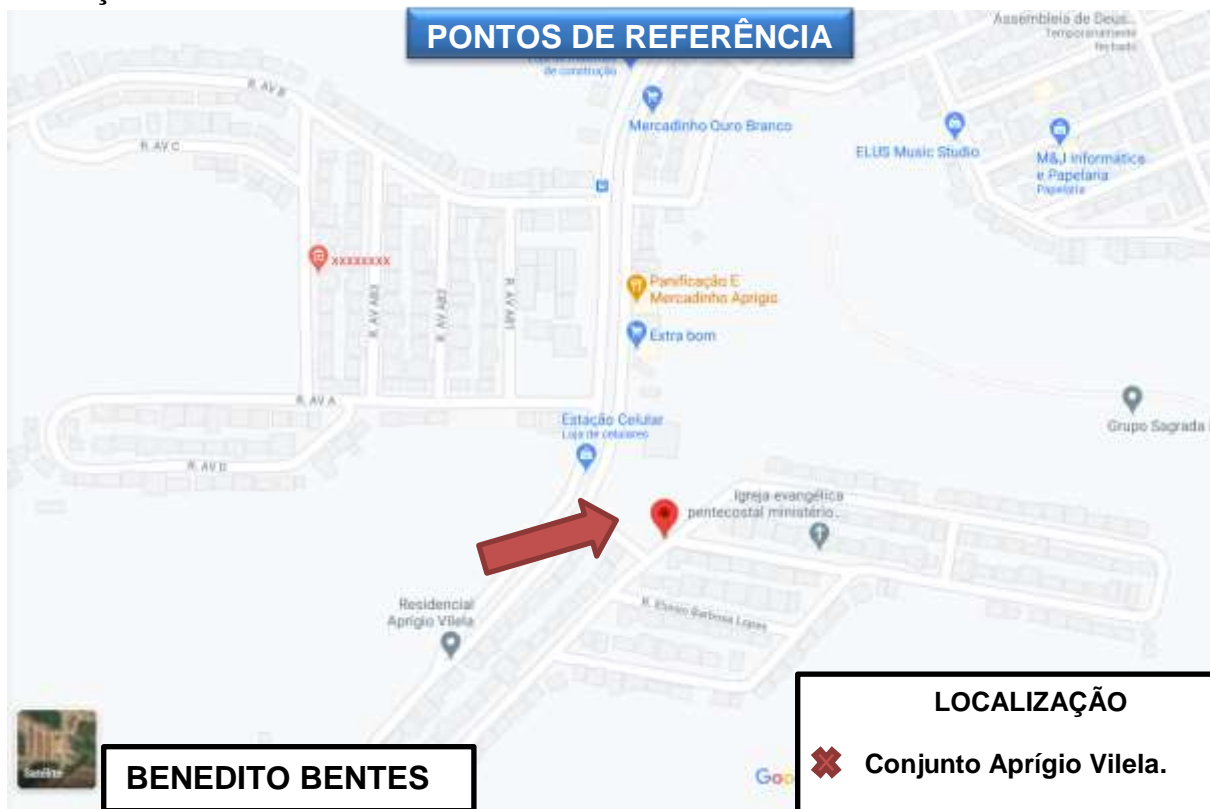 PONTOS DE REFERÊNCIA
Assembleia de Deus...
Temporariamente
fechado
de construção
R. AV B
Mercadinho Ouro Branco
R. AV C
ELUS Music Studio
M&J informática
e Papelaria
Papelaria
xxxxxxxx
Panificação E
Mercadinho Aprigio
R. AV AB3
R. AV AB2
R. AV AB1
Extra bom
R. AV A
Estação Celular
Loja de celulares
Grupo Sagrada
R. AV D
Igreja evangélica
pentecostal ministério...
Residencial
Aprígio Vilela
Barbosa Lopes
LOCALIZAÇÃO
Conjunto Aprígio Vilela.
Satélite
BENEDITO BENTES
Goo